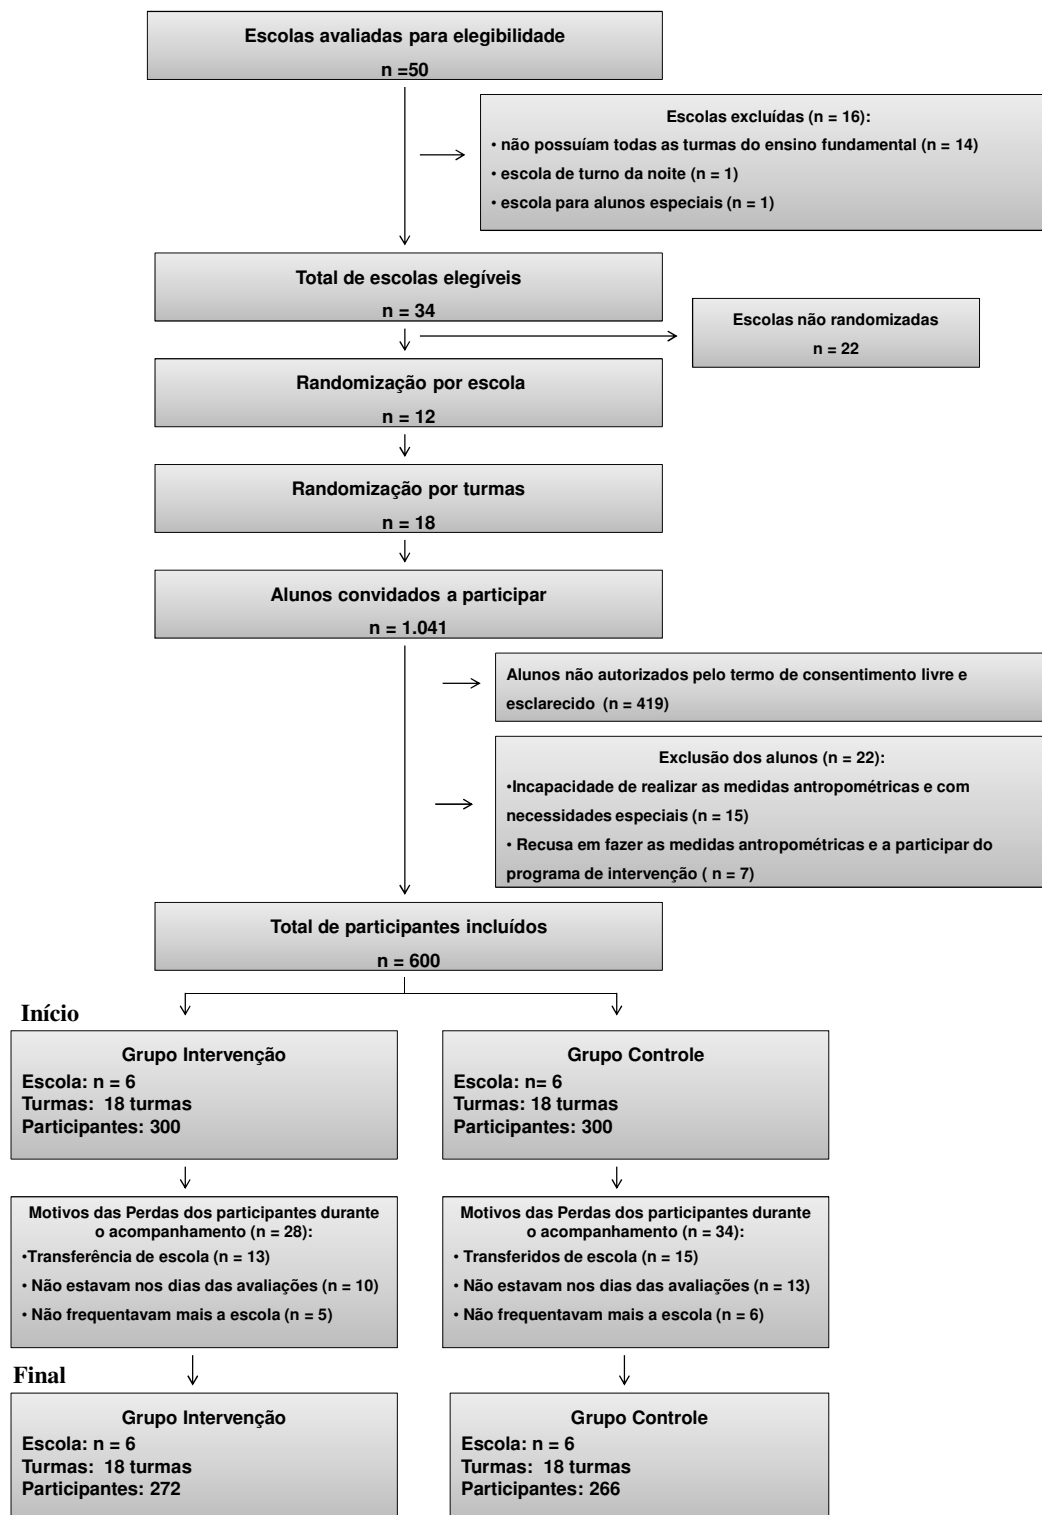 Escolas avaliadas para elegibilidade
n =50
Escolas excluídas (n = 16):
• não possuíam todas as turmas do ensino fundamental (n = 14)
• escola de turno da noite (n = 1)
• escola para alunos especiais (n = 1)
Total de escolas elegíveis
n = 34
Escolas não randomizadas
n = 22
Randomização por escola
n = 12
Randomização por turmas
n = 18
Alunos convidados a participar
n = 1.041
Alunos não autorizados pelo termo de consentimento livre e
esclarecido (n = 419)
Exclusão dos alunos (n = 22):
•Incapacidade de realizar as medidas antropométricas e com
necessidades especiais (n = 15)
• Recusa em fazer as medidas antropométricas e a participar do
programa de intervenção ( n = 7)
Total de participantes incluídos
n = 600
Início
Grupo Intervenção
Escola: n = 6
Turmas: 18 turmas
Participantes: 300
Grupo Controle
Escola: n= 6
Turmas: 18 turmas
Participantes: 300
Motivos das Perdas dos participantes durante
o acompanhamento (n = 28):
•Transferência de escola (n = 13)
• Não estavam nos dias das avaliações (n = 10)
• Não frequentavam mais a escola (n = 5)
Motivos das Perdas dos participantes durante
o acompanhamento (n = 34):
• Transferidos de escola (n = 15)
• Não estavam nos dias das avaliações (n = 13)
• Não frequentavam mais a escola (n = 6)
Final
Grupo Intervenção
Escola: n = 6
Turmas: 18 turmas
Participantes: 272
Grupo Controle
Escola: n = 6
Turmas: 18 turmas
Participantes: 266